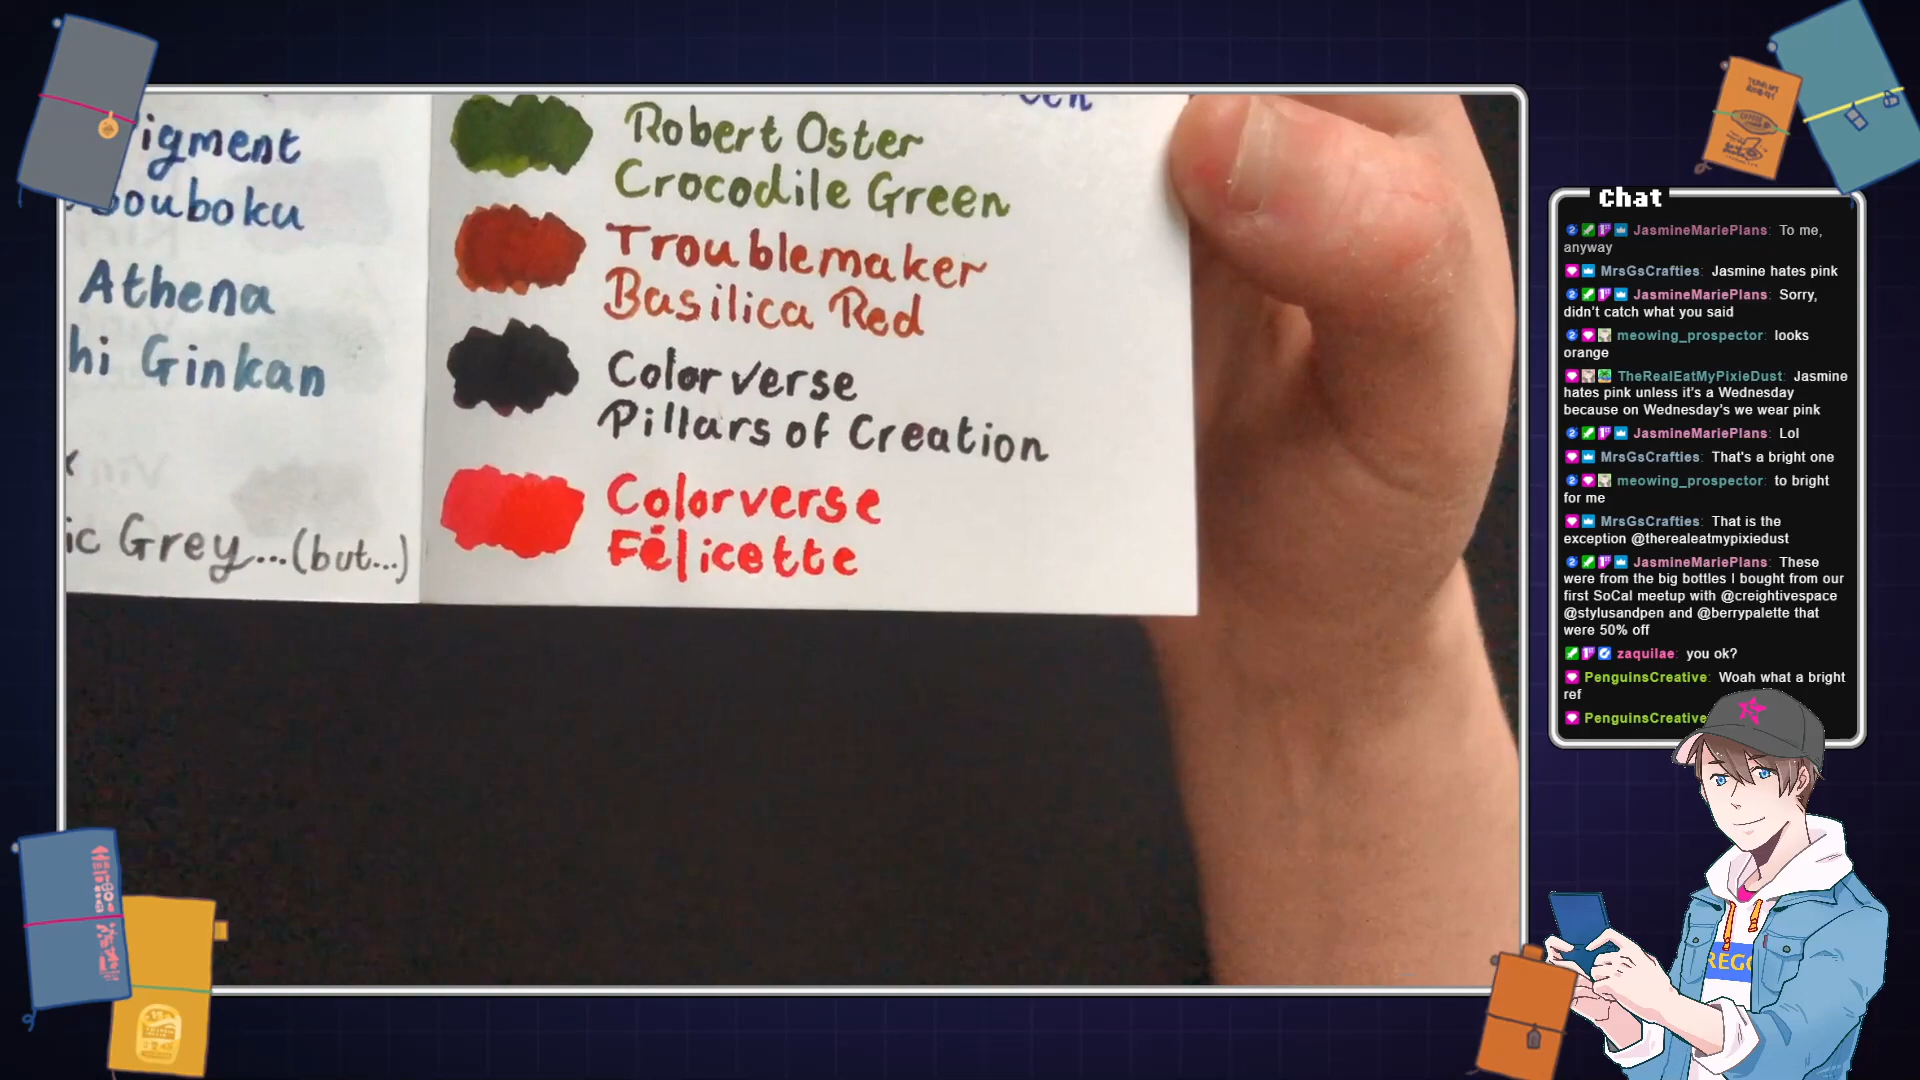 igment
ouboku
Athena
hi Ginkan
ic Grey...(but...)
Robert Oster
Crocodile Green
Troublemaker
Basilica Red
Colorverse
Pillars of Creation
Colorverse
Félicette
chat
JasmineMariePlans: To me,
anyway
MrsGsCrafties: Jasmine hates pink
JasmineMariePlans: Sorry,
didn't catch what you said
meowing_prospector: looks
orange
TheRealEatMyPixieDust: Jasmine
hates pink unless it's a Wednesday
because on Wednesday's we wear pink
JasmineMariePlans: Lol
MrsGsCrafties: That's a bright one
meowing_prospector: to bright
for me
MrsGsCrafties: That is the
exception @therealeatmypixiedust
JasmineMariePlans: These
were from the big bottles I bought from our
first SoCal meetup with @creightivespace
@stylusandpen and @berrypalette that
were 50% off
zaquilae: you ok?
PenguinsCreative: Woah what a bright
ref
PenguinsCreative
REGO